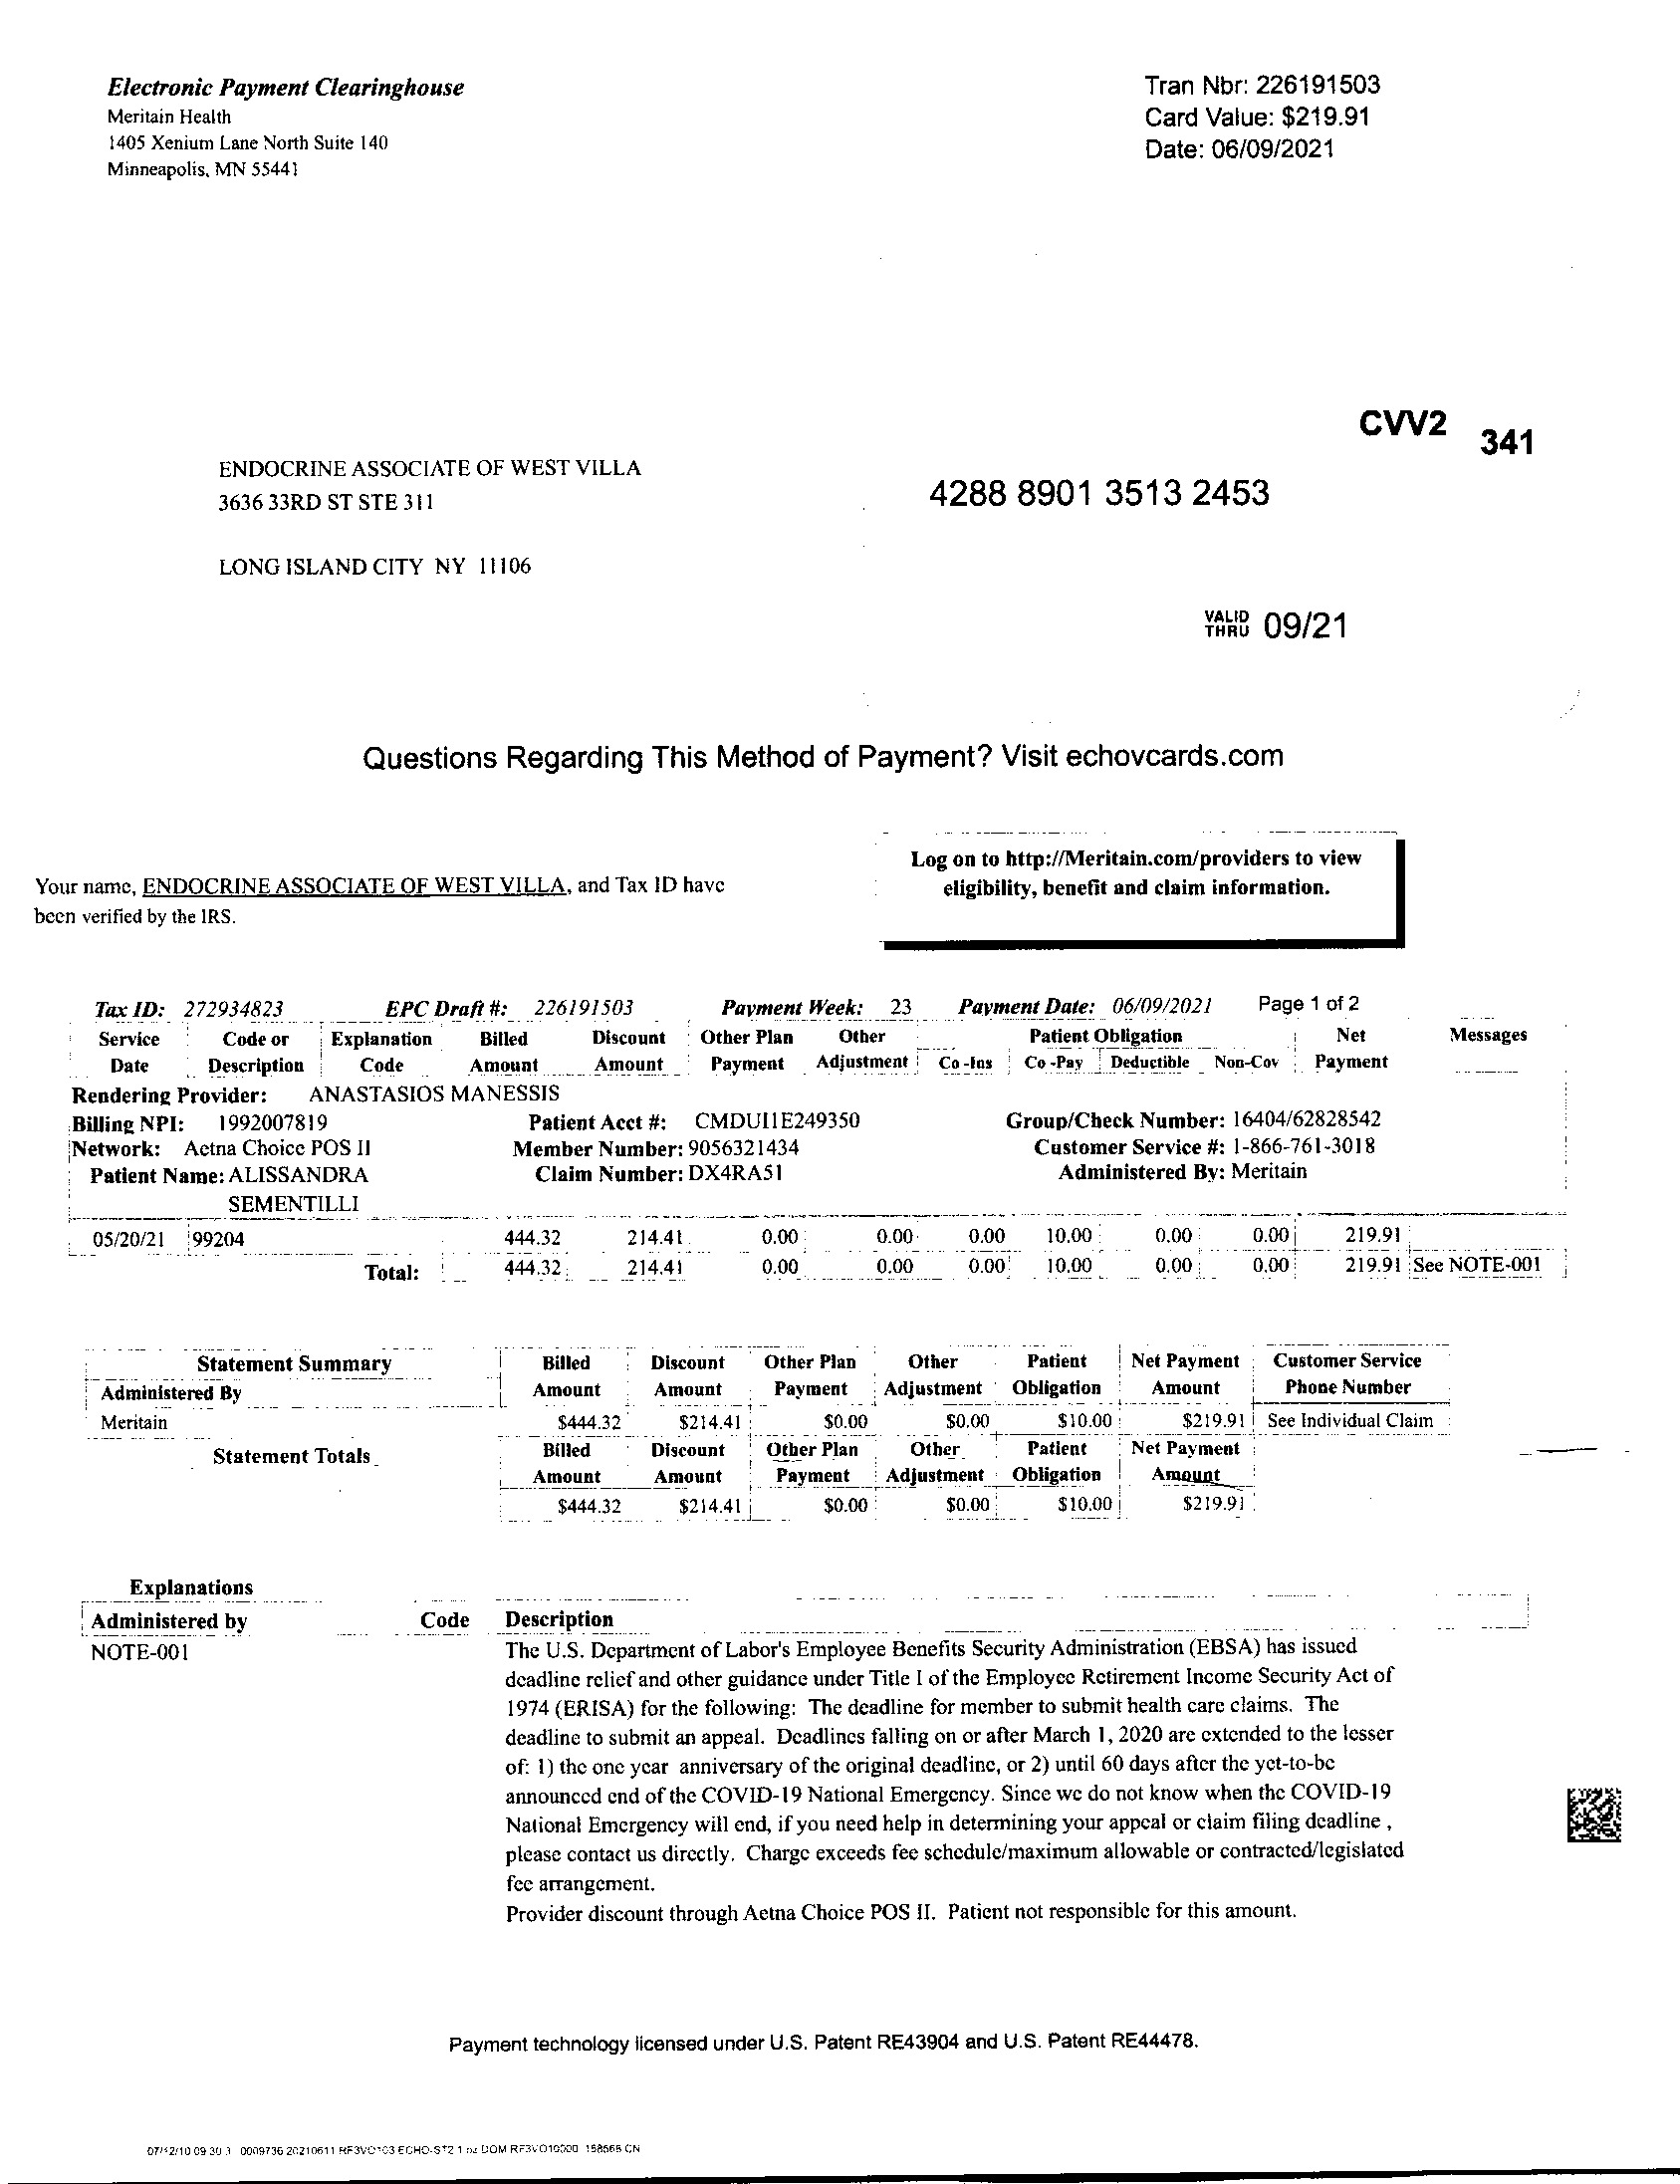 Electronic Payment Clearinghouse
Meritain Health
1405 Xenium Lane North Suite 140
Minneapolis, MN 55441
Tran Nbr: 226191503
Card Value: $219.91
Date: 06/09/2021
CVV2 341
ENDOCRINE ASSOCIATE OF WEST VILLA
3636 33RD ST STE 311
4288 8901 3513 2453
LONG ISLAND CITY NY 11106
VALID THRU 09/21
Questions Regarding This Method of Payment? Visit echovcards.com
Log on to http://Meritain.com/providers to view
eligibility, benefit and claim information.
Your name, ENDOCRINE ASSOCIATE OF WEST VILLA, and Tax ID have
been verified by the IRS.
Tax ID: 272934823 EPC Draft #: 226191503 Payment Week: 23 Payment Date: 06/09/2021 Page 1 of 2
Service Code or Explanation Billed Discount Other Plan Other Patient Obligation Net Messages
Date Description Code Amount Amount Payment Adjustment Co-Ins Co-Pay Deductible Non-Cov Payment
Rendering Provider: ANASTASIOS MANESSIS
Billing NPI: 1992007819 Patient Acct #: CMDUI1E249350 Group/Check Number: 16404/62828542
Network: Aetna Choice POS II Member Number: 9056321434 Customer Service #: 1-866-761-3018
Patient Name: ALISSANDRA Claim Number: DX4RA51 Administered By: Meritain
SEMENTILLI
05/20/21 99204 444.32 214.41 0.00 0.00 0.00 10.00 0.00 0.00 219.91
Total: 444.32 214.41 0.00 0.00 0.00 10.00 0.00 0.00 219.91 See NOTE-001
Statement Summary Billed Discount Other Plan Other Patient Net Payment Customer Service
Administered By Amount Amount Payment Adjustment Obligation Amount Phone Number
Meritain $444.32 $214.41 $0.00 $0.00 $10.00 $219.91 See Individual Claim
Statement Totals Billed Discount Other Plan Other Patient Net Payment
Amount Amount Payment Adjustment Obligation Amount
$444.32 $214.41 $0.00 $0.00 $10.00 $219.91
Explanations
Administered by Code Description
NOTE-001 The U.S. Department of Labor's Employee Benefits Security Administration (EBSA) has issued
deadline relief and other guidance under Title I of the Employee Retirement Income Security Act of
1974 (ERISA) for the following: The deadline for member to submit health care claims. The
deadline to submit an appeal. Deadlines falling on or after March 1, 2020 are extended to the lesser
of: 1) the one year anniversary of the original deadline, or 2) until 60 days after the yet-to-be
announced end of the COVID-19 National Emergency. Since we do not know when the COVID-19
National Emergency will end, if you need help in determining your appeal or claim filing deadline ,
please contact us directly. Charge exceeds fee schedule/maximum allowable or contracted/legislated
fee arrangement.
Provider discount through Aetna Choice POS II. Patient not responsible for this amount.
Payment technology licensed under U.S. Patent RE43904 and U.S. Patent RE44478.